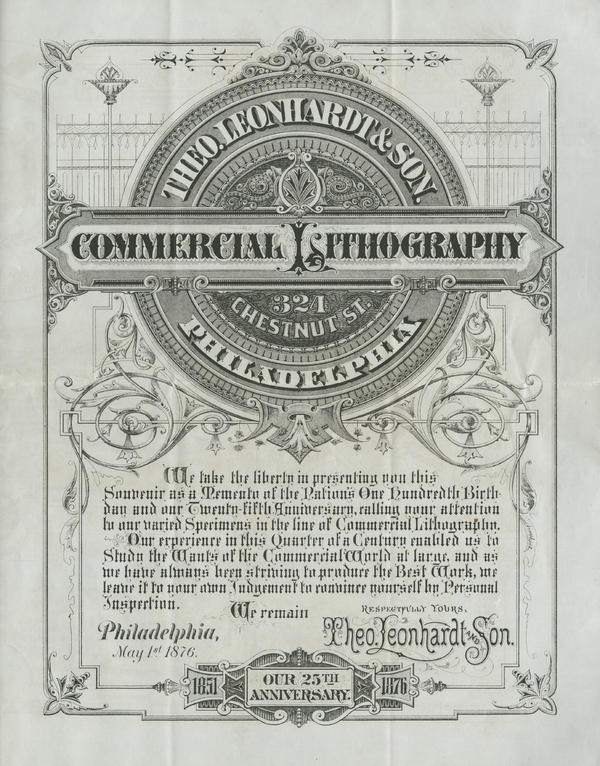 THEO. LEONHARDT & SON.
COMMERCIAL LITHOGRAPHY
324
CHESTNUT ST.
PHILADELPHIA
We take the liberty in presenting you this
Souvenir as a Memento of the Nation's One Hundredth Birth-
day and our Twenty-fifth Anniversary, calling your attention
to our varied Specimens in the line of Commercial Lithography.
Our experience in this Quarter of a Century enabled us to
Study the Wants of the Commercial World at large, and as
we have always been striving to produce the Best Work, we
leave it to your own Judgement to convince yourself by Personal
Inspection.
We remain
RESPECTFULLY YOURS,
Theo. Leonhardt AND Son.
Philadelphia,
May 1st 1876.
1851
OUR 25TH
ANNIVERSARY.
1876